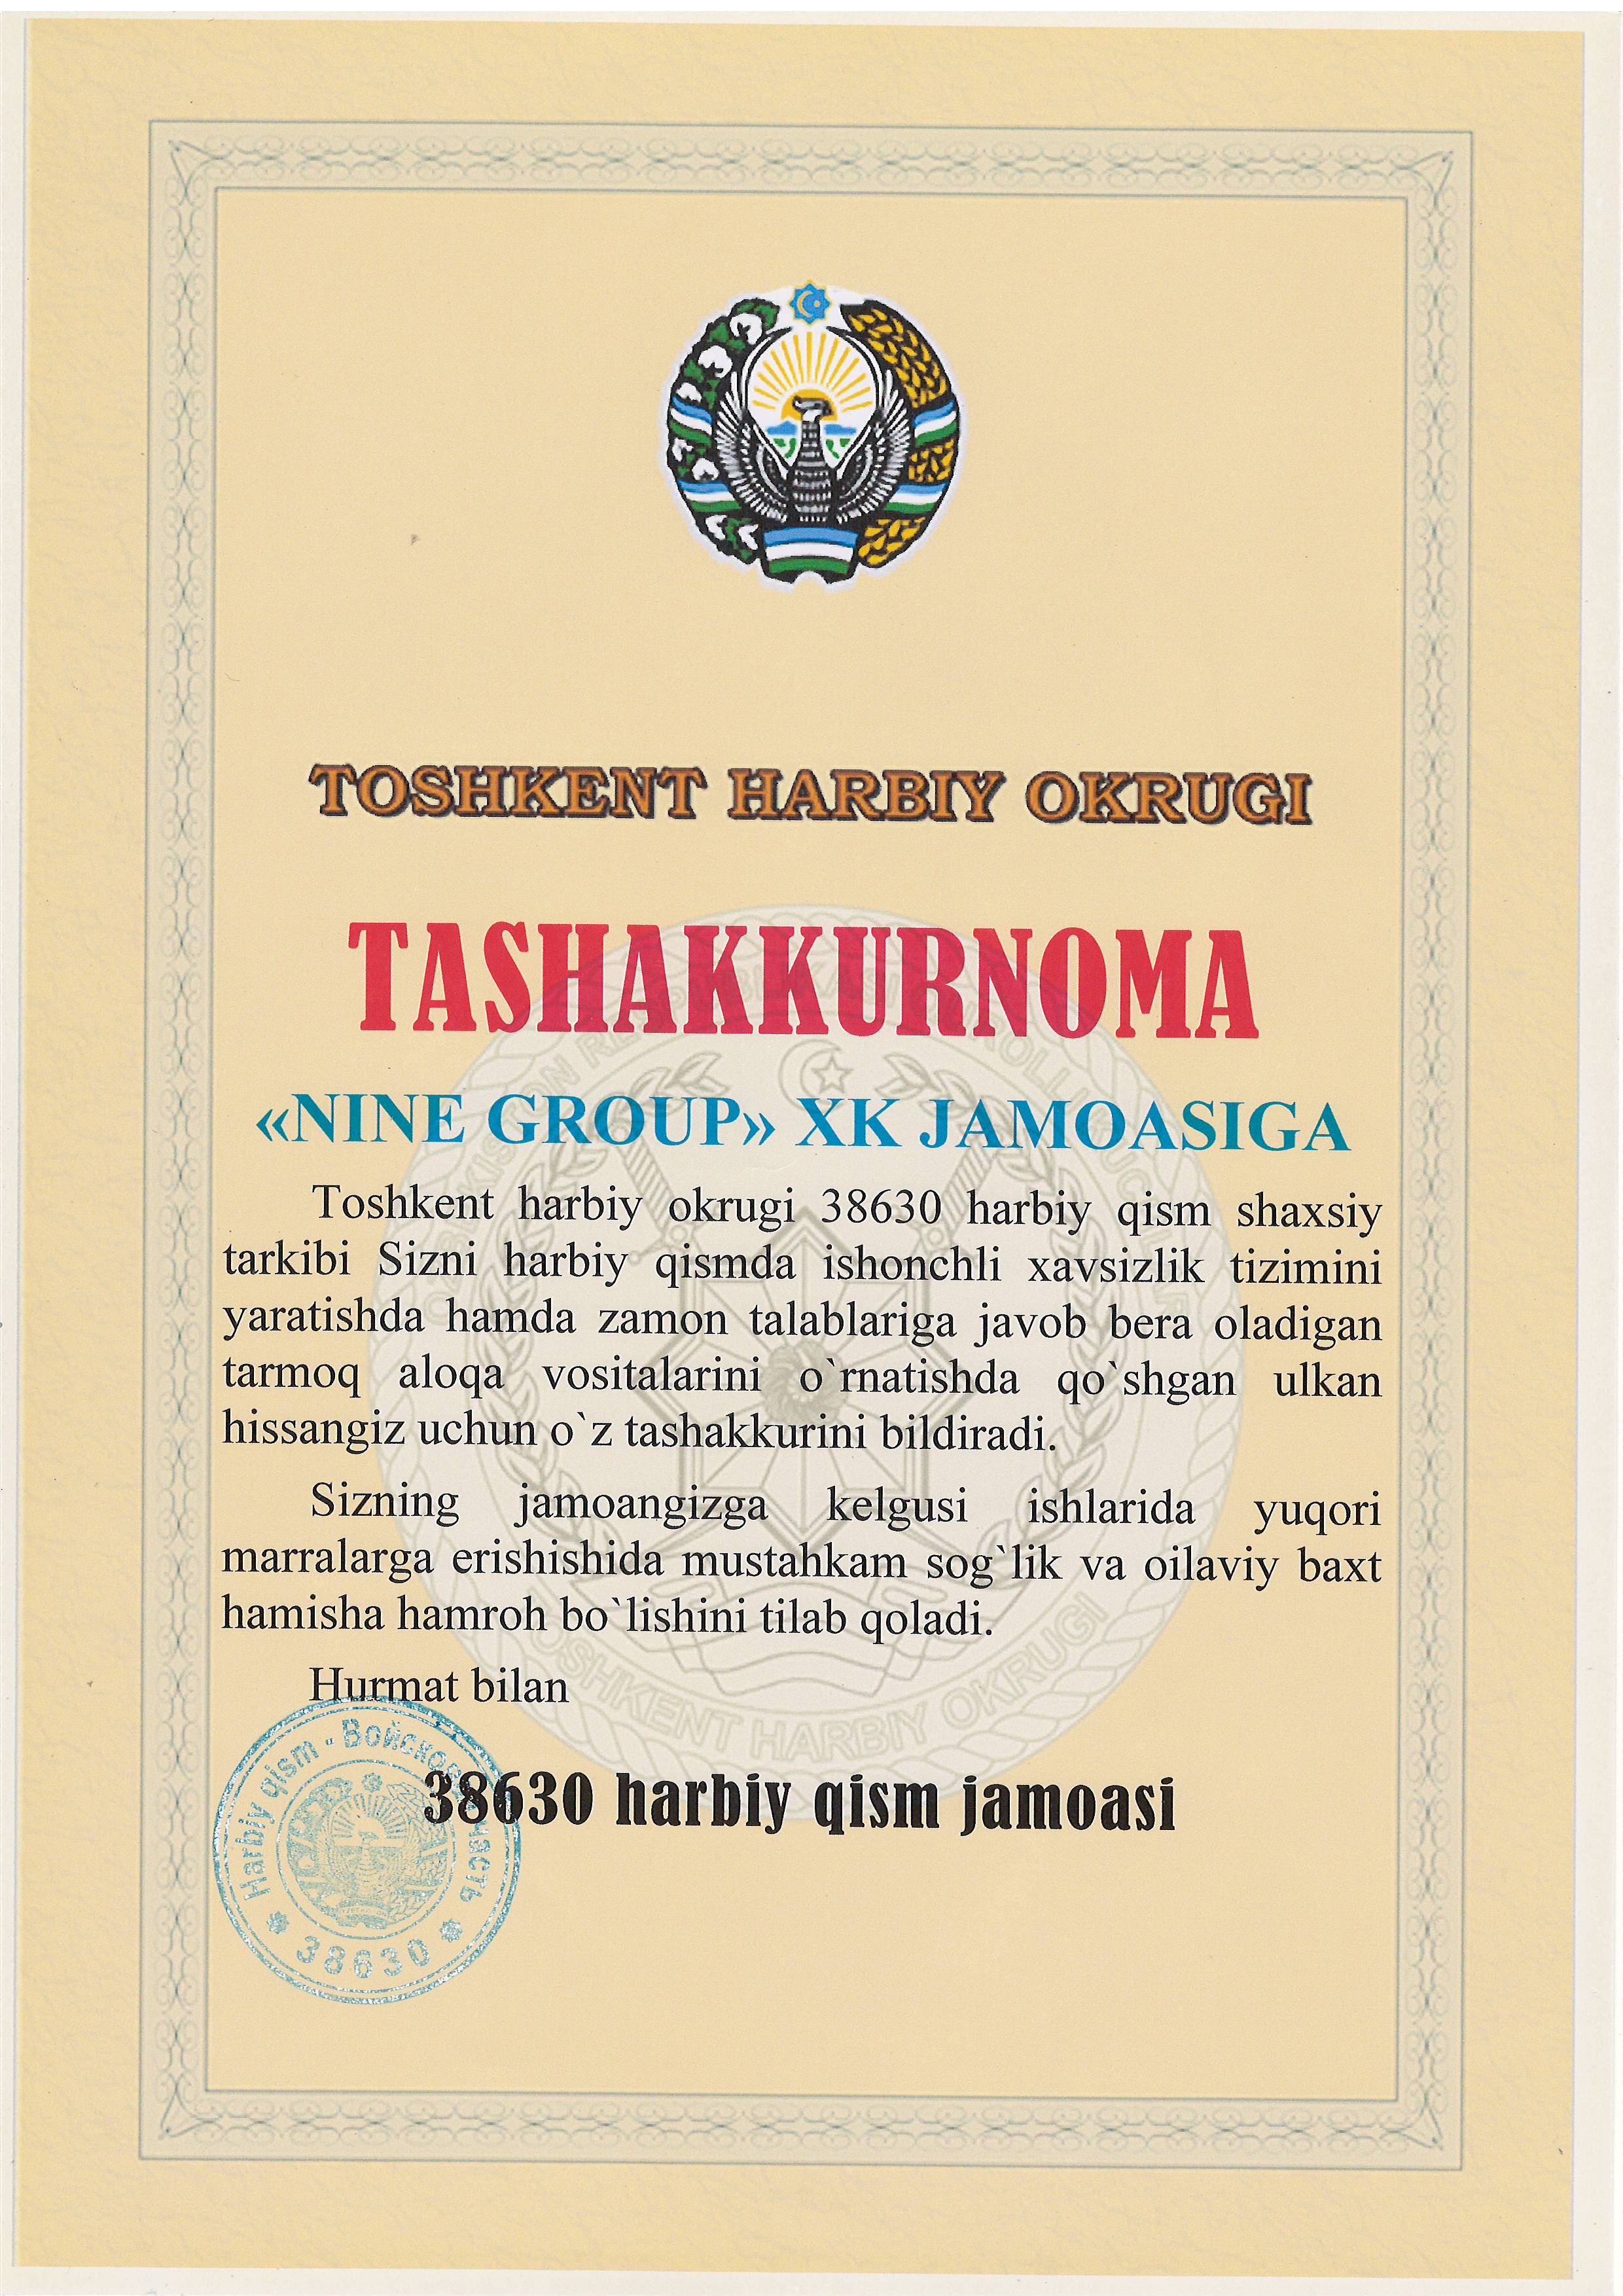 TOSHKENT HARBIY OKRUGI
TASHAKKURNOMA
«NINE GROUP» XK JAMOASIGA
Toshkent harbiy okrugi 38630 harbiy qism shaxsiy
tarkibi Sizni harbiy qismda ishonchli xavsizlik tizimini
yaratishda hamda zamon talablariga javob bera oladigan
tarmoq aloqa vositalarini o`rnatishda qo`shgan ulkan
hissangiz uchun o`z tashakkurini bildiradi.
Sizning jamoangizga kelgusi ishlarida yuqori
marralarga erishishida mustahkam sog`lik va oilaviy baxt
hamisha hamroh bo`lishini tilab qoladi.
Hurmat bilan
38630 harbiy qism jamoasi
Harbiy qism - Войсковая часть
38630
TOSHKENT HARBIY OKRUGI